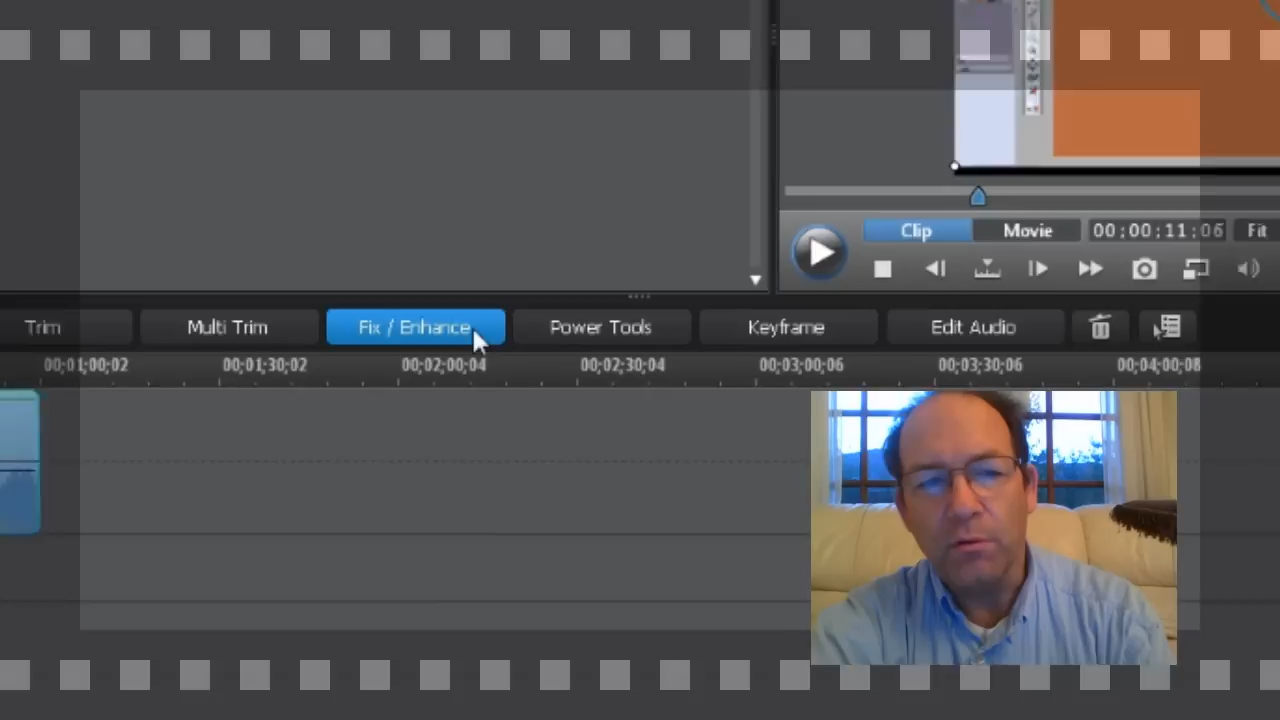 Clip Movie 00;00;11;06 Fit
Trim Multi Trim Fix / Enhance Power Tools Keyframe Edit Audio
00;01;00;02 00;01;30;02 00;02;00;04 00;02;30;04 00;03;00;06 00;03;30;06 00;04;00;08